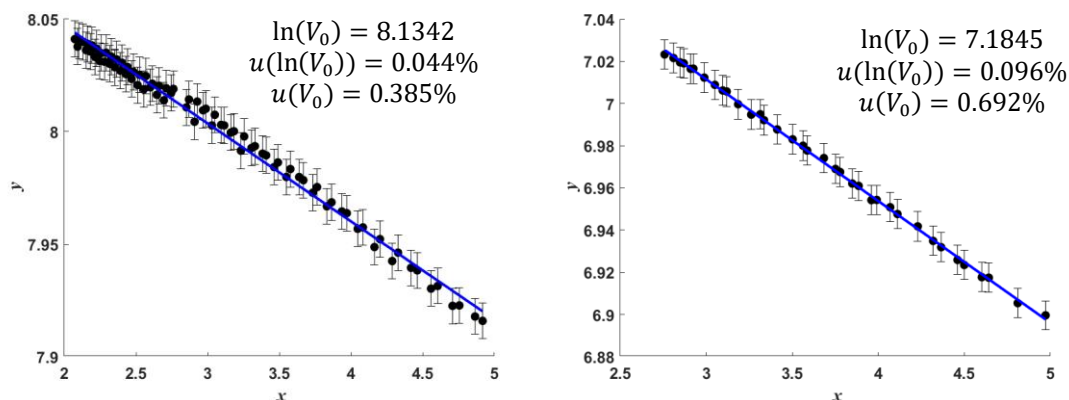 8.05
ln(V₀) = 8.1342
u(ln(V₀)) = 0.044%
u(V₀) = 0.385%
8
y
7.95
7.9
2 2.5 3 3.5 4 4.5 5
x
7.04
ln(V₀) = 7.1845
u(ln(V₀)) = 0.096%
u(V₀) = 0.692%
7.02
7
6.98
y
6.96
6.94
6.92
6.9
6.88
2.5 3 3.5 4 4.5 5
x